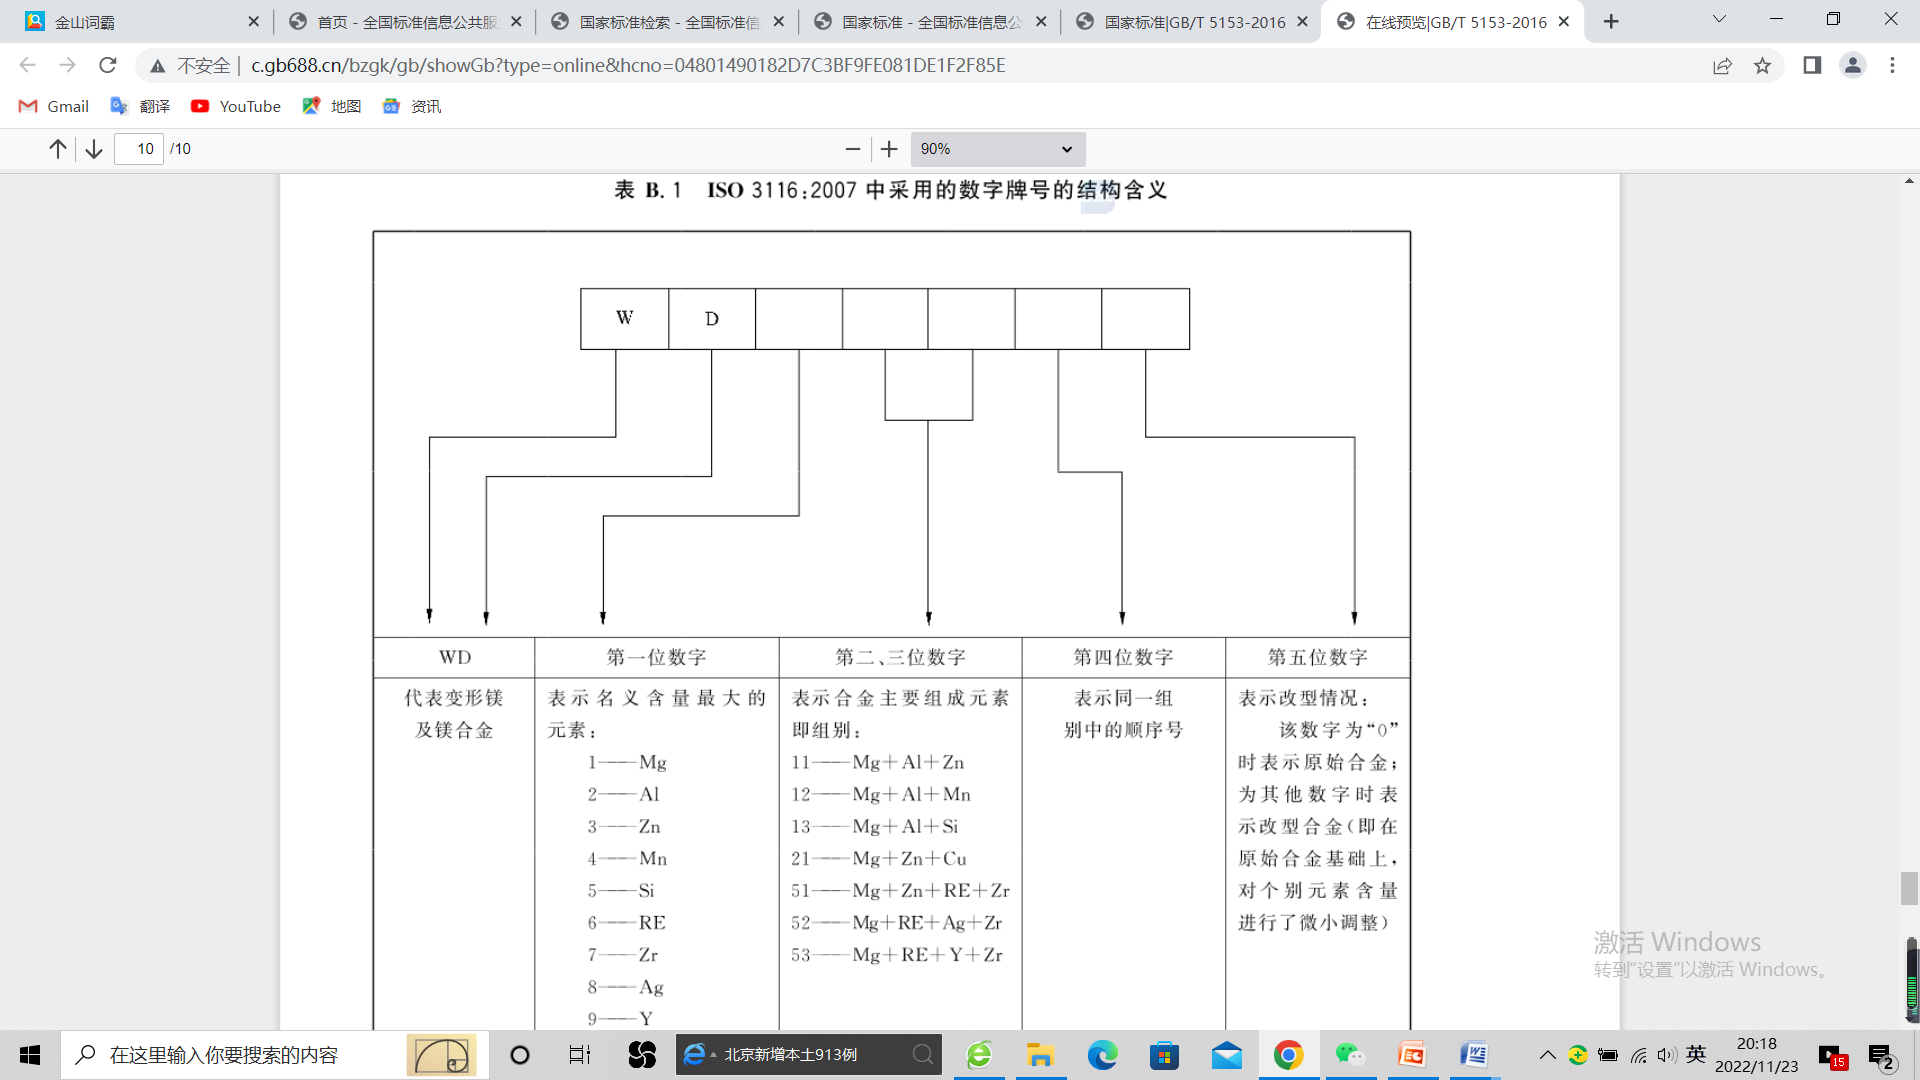 金山词霸
首页 - 全国标准信息公共服
国家标准检索 - 全国标准信
国家标准 - 全国标准信息公
国家标准|GB/T 5153-2016
在线预览|GB/T 5153-2016
不安全 | c.gb688.cn/bzgk/gb/showGb?type=online&hcno=04801490182D7C3BF9FE081DE1F2F85E
Gmail 翻译 YouTube 地图 资讯
10 /10 90%
表 B.1 ISO 3116:2007 中采用的数字牌号的结构含义
W D
WD
代表变形镁
及镁合金
第一位数字
表示名义含量最大的
元素:
1——Mg
2——Al
3——Zn
4——Mn
5——Si
6——RE
7——Zr
8——Ag
9——Y
第二、三位数字
表示合金主要组成元素
即组别:
11——Mg+Al+Zn
12——Mg+Al+Mn
13——Mg+Al+Si
21——Mg+Zn+Cu
51——Mg+Zn+RE+Zr
52——Mg+RE+Ag+Zr
53——Mg+RE+Y+Zr
第四位数字
表示同一组
别中的顺序号
第五位数字
表示改型情况:
该数字为“0”
时表示原始合金;
为其他数字时表
示改型合金(即在
原始合金基础上,
对个别元素含量
进行了微小调整)
激活 Windows
转到“设置”以激活 Windows。
在这里输入你要搜索的内容
北京新增本土913例
英
20:18
2022/11/23
15
2